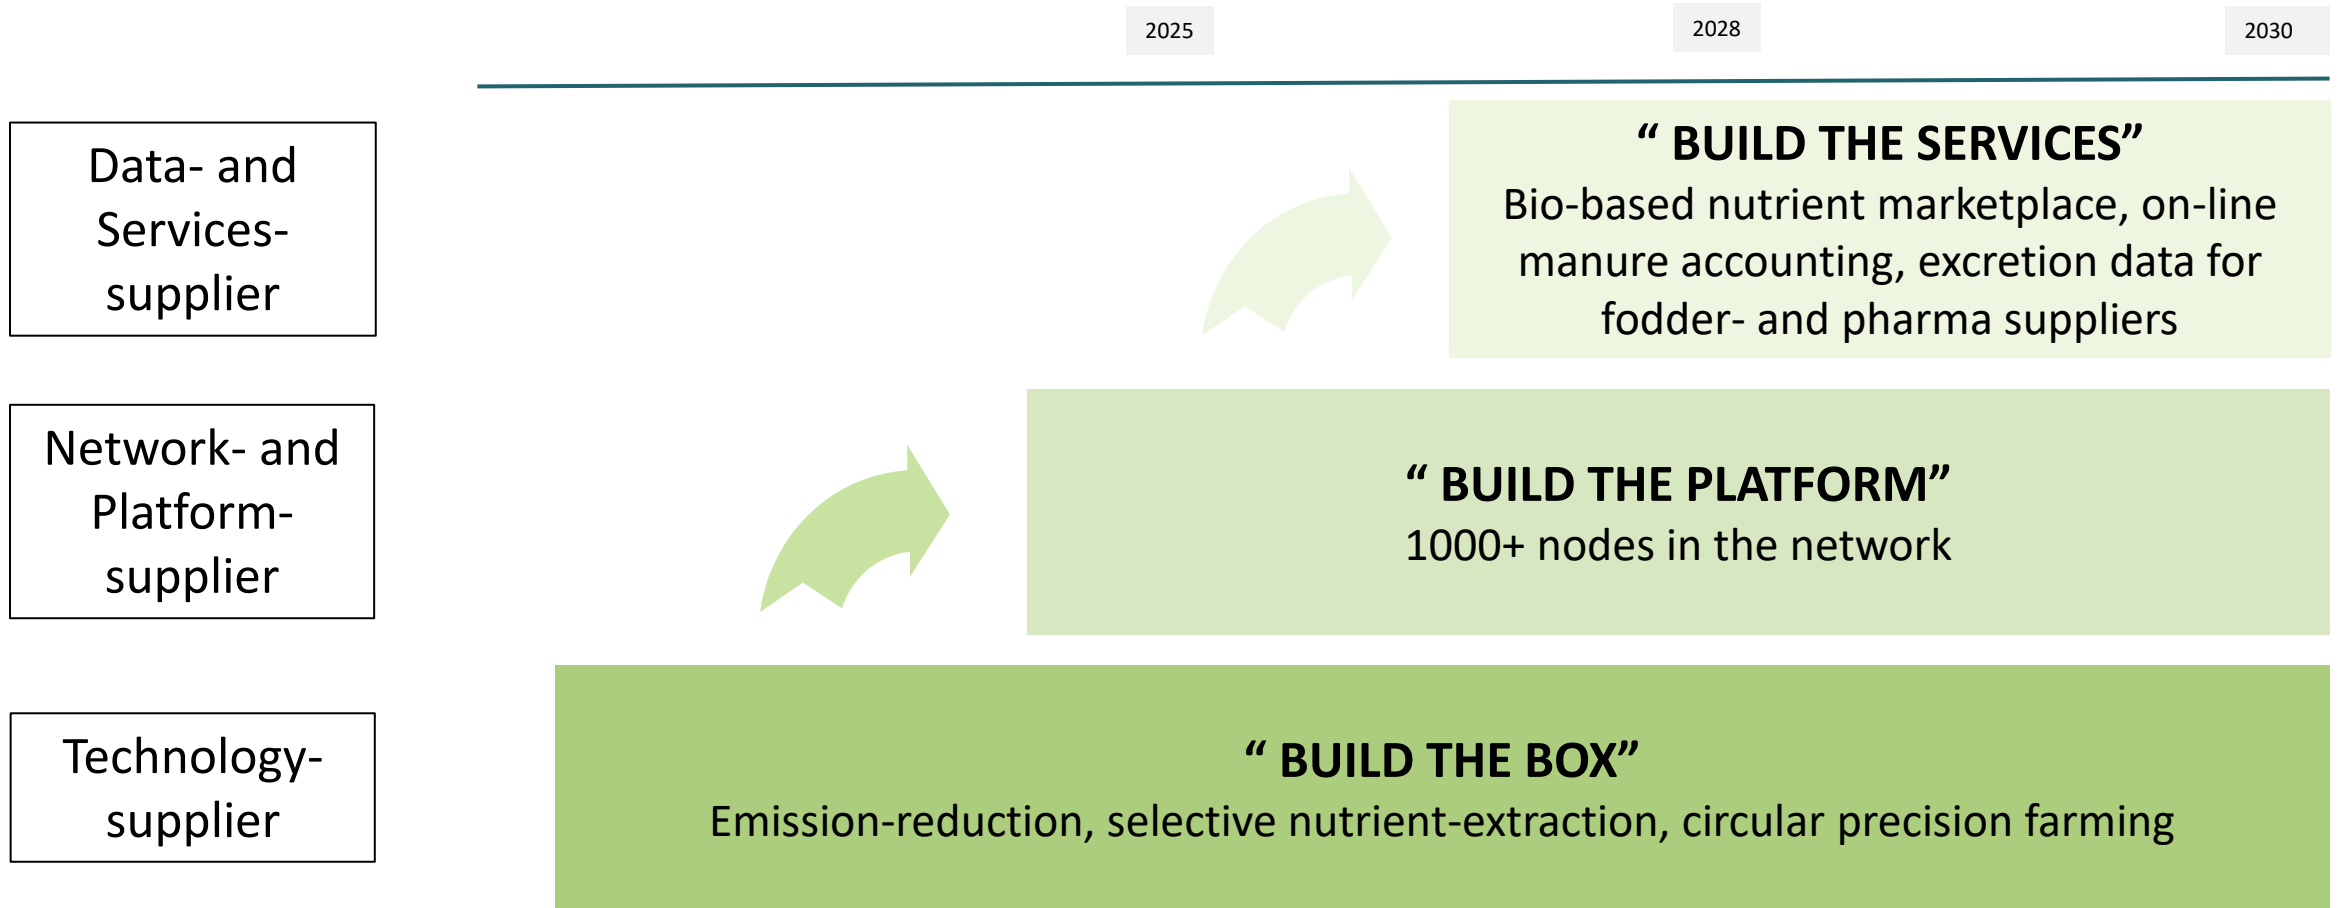 2025
2028
2030
Data- and
Services-
supplier
“ BUILD THE SERVICES”
Bio-based nutrient marketplace, on-line
manure accounting, excretion data for
fodder- and pharma suppliers
Network- and
Platform-
supplier
“ BUILD THE PLATFORM”
1000+ nodes in the network
Technology-
supplier
“ BUILD THE BOX”
Emission-reduction, selective nutrient-extraction, circular precision farming